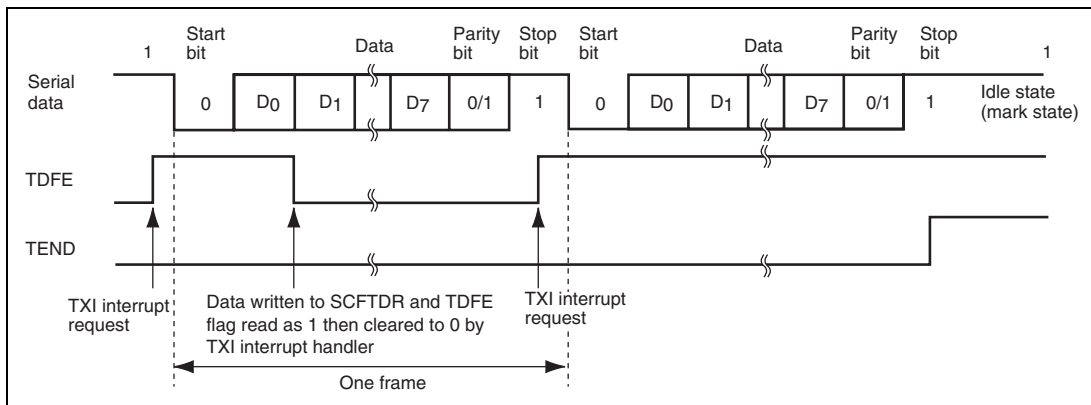 1
Start bit
Data
Parity bit
Stop bit
Start bit
Data
Parity bit
Stop bit
1
Serial data
0
D0
D1
D7
0/1
1
0
D0
D1
D7
0/1
1
Idle state (mark state)
TDFE
TEND
TXI interrupt request
Data written to SCFTDR and TDFE
flag read as 1 then cleared to 0 by
TXI interrupt handler
TXI interrupt request
One frame